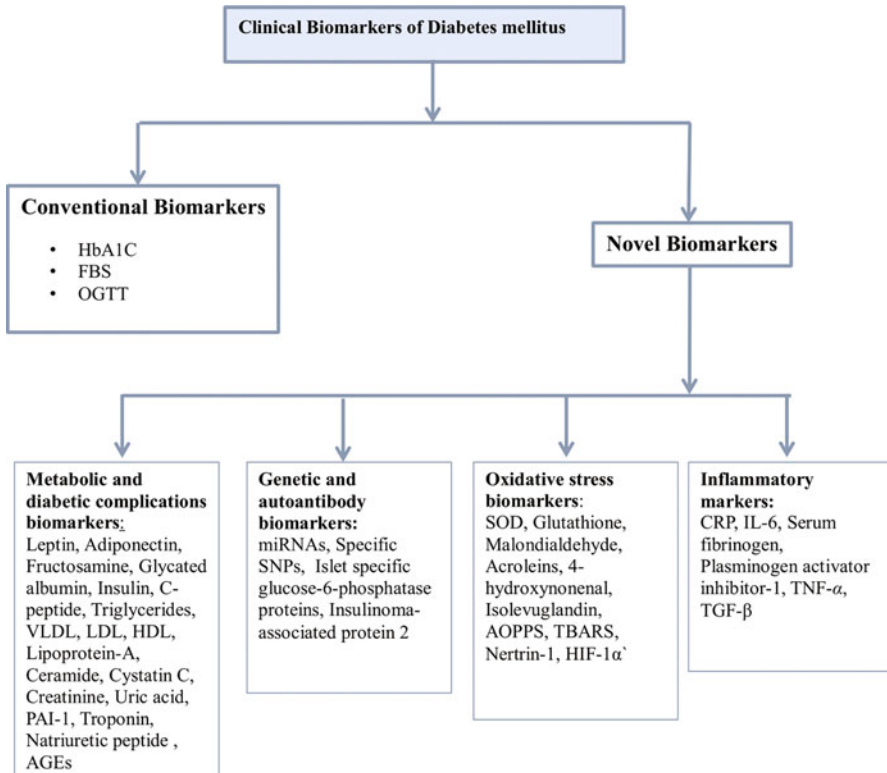 Clinical Biomarkers of Diabetes mellitus
Conventional Biomarkers
• HbA1C
• FBS
• OGTT
Novel Biomarkers
Metabolic and
diabetic complications
biomarkers:
Leptin, Adiponectin,
Fructosamine, Glycated
albumin, Insulin, C-
peptide, Triglycerides,
VLDL, LDL, HDL,
Lipoprotein-A,
Ceramide, Cystatin C,
Creatinine, Uric acid,
PAI-1, Troponin,
Natriuretic peptide ,
AGEs
Genetic and
autoantibody
biomarkers:
miRNAs, Specific
SNPs, Islet specific
glucose-6-phosphatase
proteins, Insulinoma-
associated protein 2
Oxidative stress
biomarkers:
SOD, Glutathione,
Malondialdehyde,
Acroleins, 4-
hydroxynonenal,
Isolevuglandin,
AOPPS, TBARS,
Nertrin-1, HIF-1α`
Inflammatory
markers:
CRP, IL-6, Serum
fibrinogen,
Plasminogen activator
inhibitor-1, TNF-α,
TGF-β